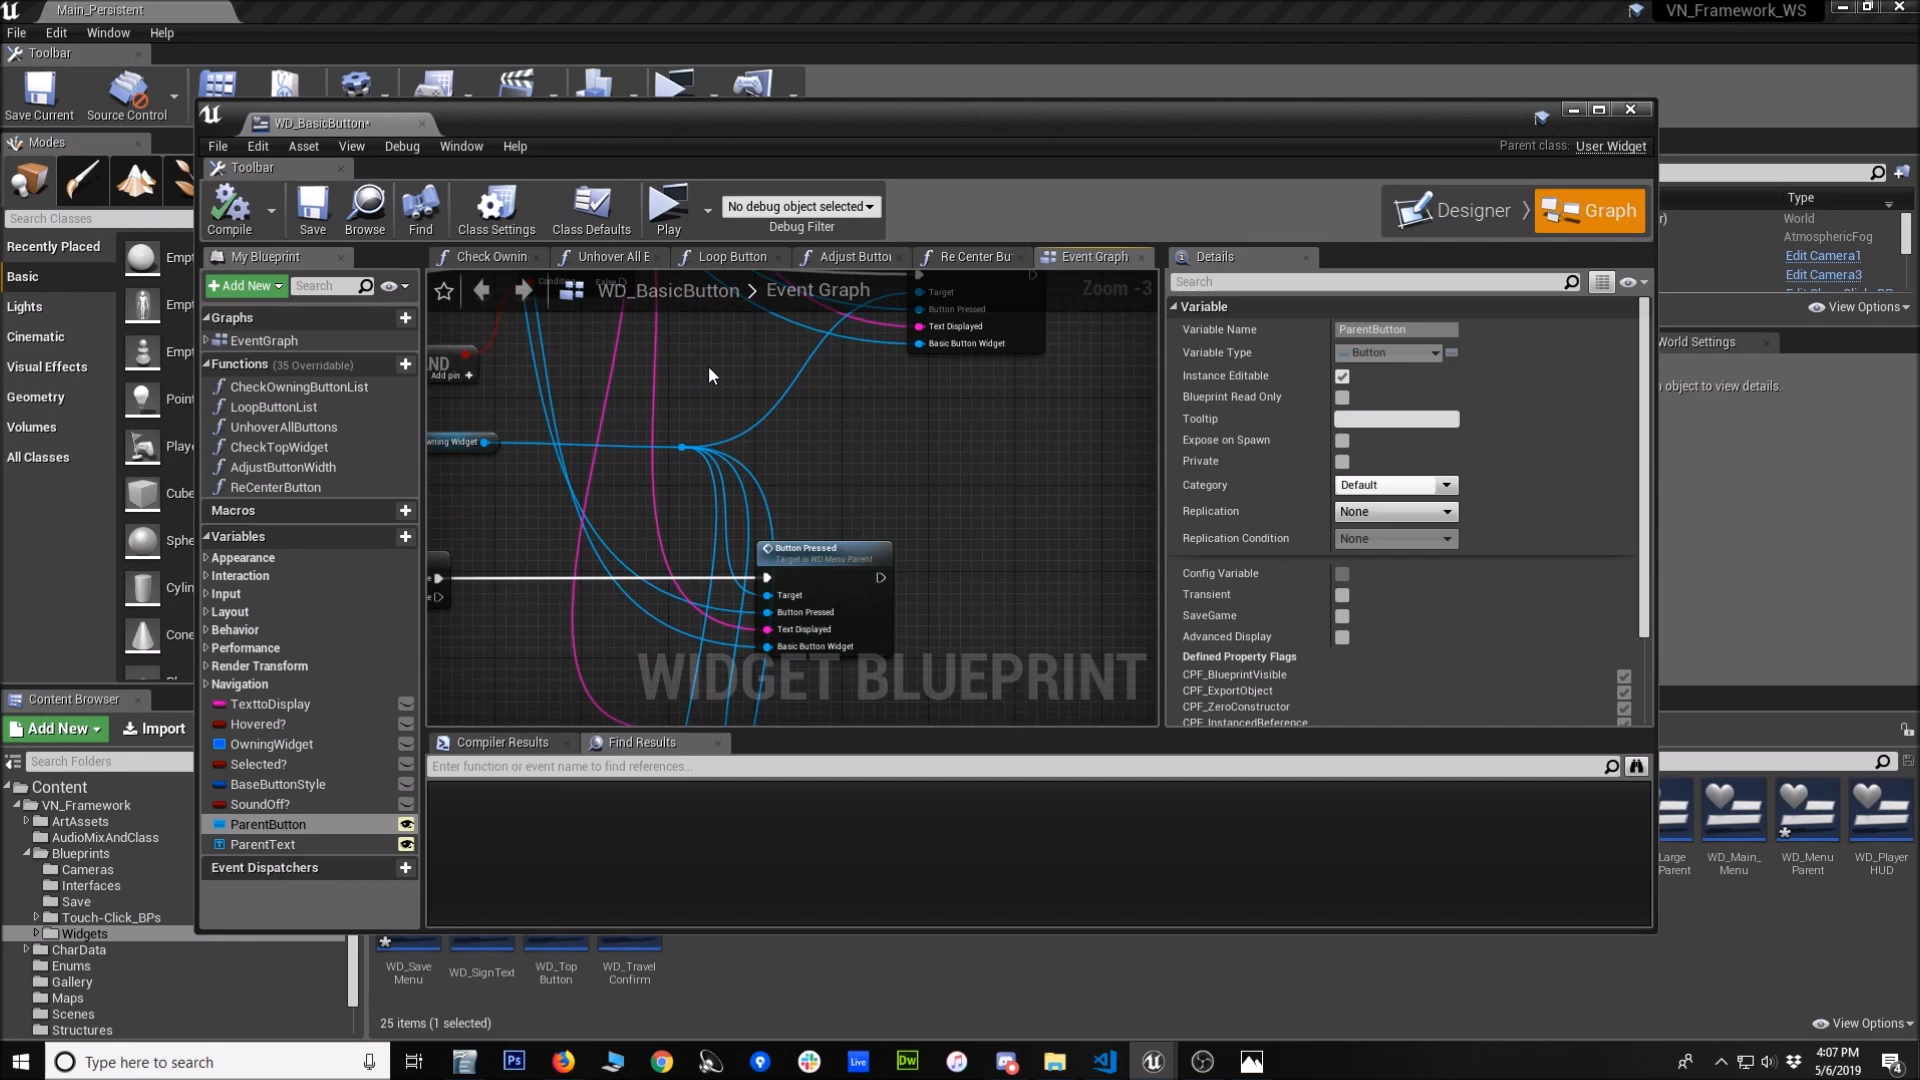 Main_Persistent
VN_Framework_WS
File Edit Window Help
Toolbar
Save Current
Source Control
WD_BasicButton*
File Edit Asset View Debug Window Help
Parent class: User Widget
Toolbar
Compile
Save
Browse
Find
Class Settings
Class Defaults
Play
No debug object selected
Debug Filter
Designer
Graph
Modes
Search Classes
Recently Placed
Basic
Lights
Cinematic
Visual Effects
Geometry
Volumes
All Classes
Empt
Empt
Empt
Point
Playe
Cube
Sphe
Cylin
Cone
My Blueprint
Add New
Search
Graphs
EventGraph
Functions (35 Overridable)
CheckOwningButtonList
LoopButtonList
UnhoverAllButtons
CheckTopWidget
AdjustButtonWidth
ReCenterButton
Macros
Variables
Appearance
Interaction
Input
Layout
Behavior
Performance
Render Transform
Navigation
TexttoDisplay
Hovered?
OwningWidget
Selected?
BaseButtonStyle
SoundOff?
ParentButton
ParentText
Event Dispatchers
Check Ownin
Unhover All B
Loop Button
Adjust Button
Re Center Bu
Event Graph
WD_BasicButton > Event Graph
Zoom -3
Target
Button Pressed
Text Displayed
Basic Button Widget
ND
Add pin +
wning Widget
Button Pressed
Target is WD Menu Parent
Target
Button Pressed
Text Displayed
Basic Button Widget
WIDGET BLUEPRINT
Compiler Results
Find Results
Enter function or event name to find references...
Details
Search
Variable
Variable Name ParentButton
Variable Type Button
Instance Editable
Blueprint Read Only
Tooltip
Expose on Spawn
Private
Category Default
Replication None
Replication Condition None
Config Variable
Transient
SaveGame
Advanced Display
Defined Property Flags
CPF_BlueprintVisible
CPF_ExportObject
CPF_ZeroConstructor
CPF_InstancedReference
Type
World
AtmosphericFog
Edit Camera1
Edit Camera3
View Options
World Settings
object to view details.
Content Browser
Add New
Import
Search Folders
Content
VN_Framework
ArtAssets
AudioMixAndClass
Blueprints
Cameras
Interfaces
Save
Touch-Click_BPs
Widgets
CharData
Enums
Gallery
Maps
Scenes
Structures
Large
Parent
WD_Main_
Menu
WD_Menu
Parent
WD_Player
HUD
WD_Save
Menu
WD_SignText
WD_Top
Button
WD_Travel
Confirm
25 items (1 selected)
View Options
Type here to search
Ps
Live
Dw
4:07 PM
5/6/2019
4